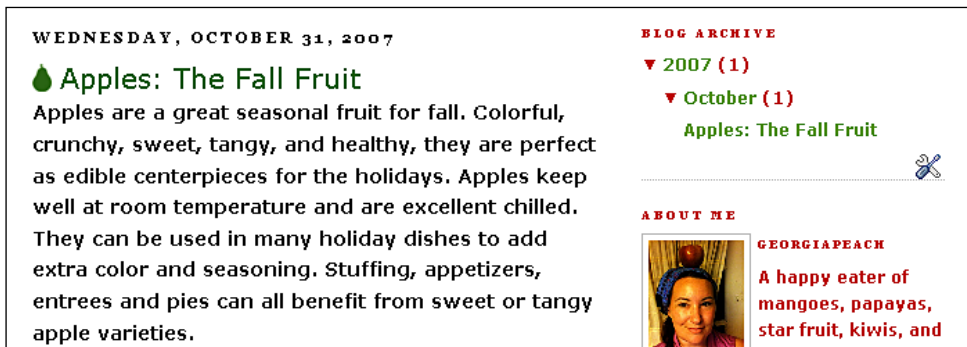 WEDNESDAY, OCTOBER 31, 2007
Apples: The Fall Fruit
Apples are a great seasonal fruit for fall. Colorful,
crunchy, sweet, tangy, and healthy, they are perfect
as edible centerpieces for the holidays. Apples keep
well at room temperature and are excellent chilled.
They can be used in many holiday dishes to add
extra color and seasoning. Stuffing, appetizers,
entrees and pies can all benefit from sweet or tangy
apple varieties.
BLOG ARCHIVE
▼ 2007 (1)
▼ October (1)
Apples: The Fall Fruit
ABOUT ME
GEORGIAPEACH
A happy eater of
mangoes, papayas,
star fruit, kiwis, and